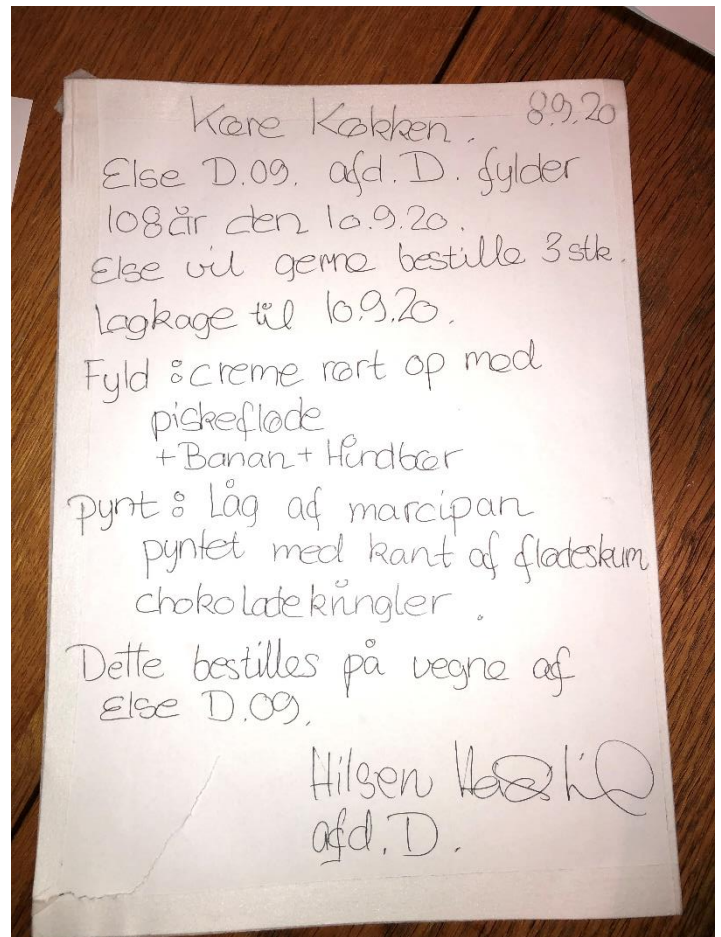 Kære Køkken. 8.9.20
Else D.09. afd. D. fylder
108 år den 10.9.20.
Else vil gerne bestille 3 stk.
Lagkage til 10.9.20.
Fyld: creme rørt op med
piskefløde
+ Banan + Hindbær
pynt: Låg af marcipan
pyntet med kant af flødeskum
chokolatekringler.
Dette bestilles på vegne af
Else D.09.
Hilsen
afd. D.